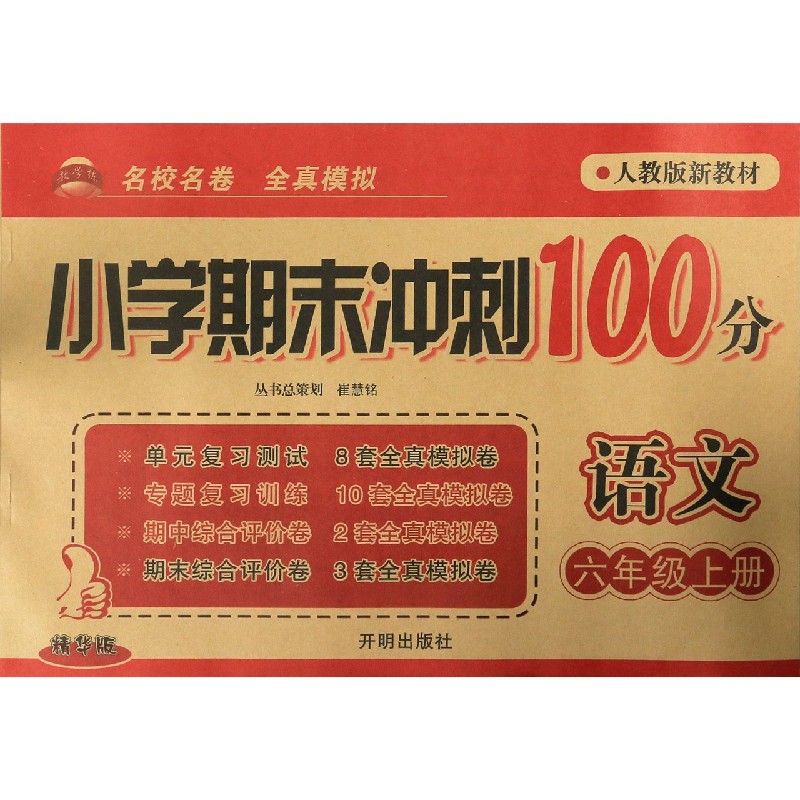 教学练
名校名卷 全真模拟
人教版新教材
小学期末冲刺100分
丛书总策划 崔慧铭
※ 单元复习测试 8套全真模拟卷
※ 专题复习训练 10套全真模拟卷
※ 期中综合评价卷 2套全真模拟卷
※ 期末综合评价卷 3套全真模拟卷
语文
六年级上册
精华版
开明出版社